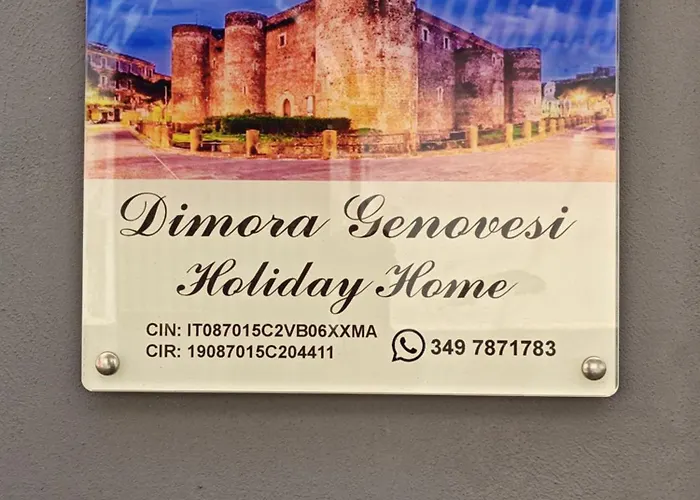 Dimora Genovesi
Holiday Home
CIN: IT087015C2VB06XXMA
CIR: 19087015C204411
349 7871783